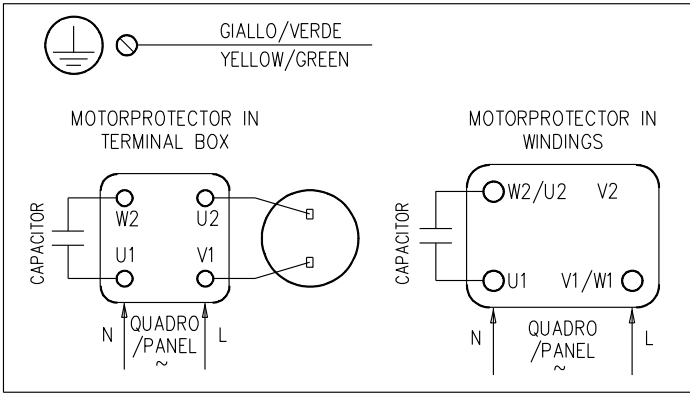 GIALLO/VERDE
YELLOW/GREEN
MOTORPROTECTOR IN
TERMINAL BOX
CAPACITOR
W2
U2
U1
V1
N
QUADRO
/PANEL
~
L
MOTORPROTECTOR IN
WINDINGS
CAPACITOR
W2/U2
V2
U1
V1/W1
N
QUADRO
/PANEL
~
L